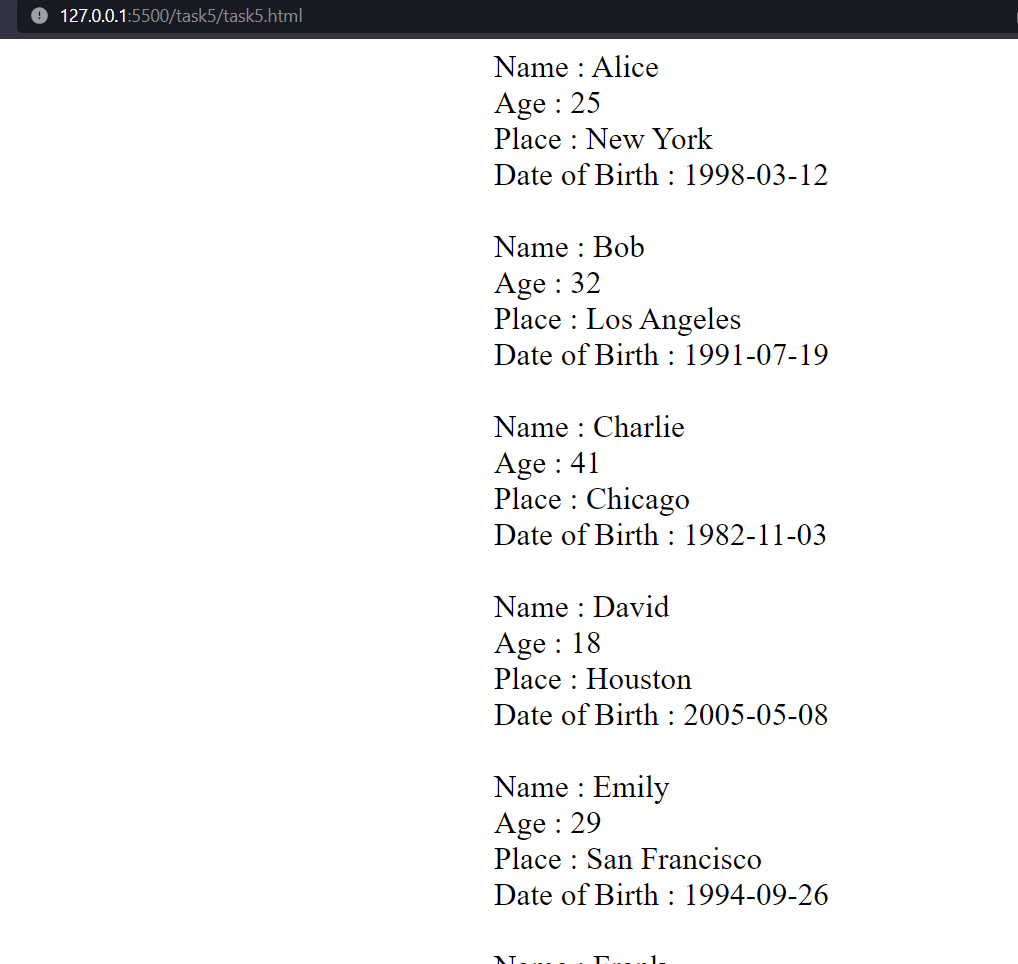 127.0.0.1:5500/task5/task5.html
Name : Alice
Age : 25
Place : New York
Date of Birth : 1998-03-12
Name : Bob
Age : 32
Place : Los Angeles
Date of Birth : 1991-07-19
Name : Charlie
Age : 41
Place : Chicago
Date of Birth : 1982-11-03
Name : David
Age : 18
Place : Houston
Date of Birth : 2005-05-08
Name : Emily
Age : 29
Place : San Francisco
Date of Birth : 1994-09-26
Name : Frank